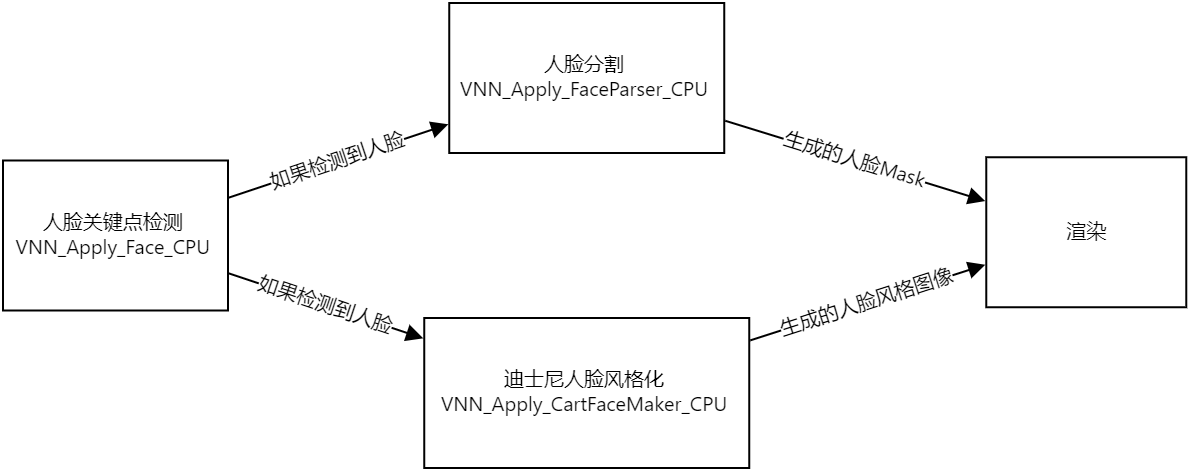 人脸分割
VNN_Apply_FaceParser_CPU
如果检测到人脸
生成的人脸Mask
人脸关键点检测
VNN_Apply_Face_CPU
渲染
如果检测到人脸
生成的人脸风格图像
迪士尼人脸风格化
VNN_Apply_CartFaceMaker_CPU